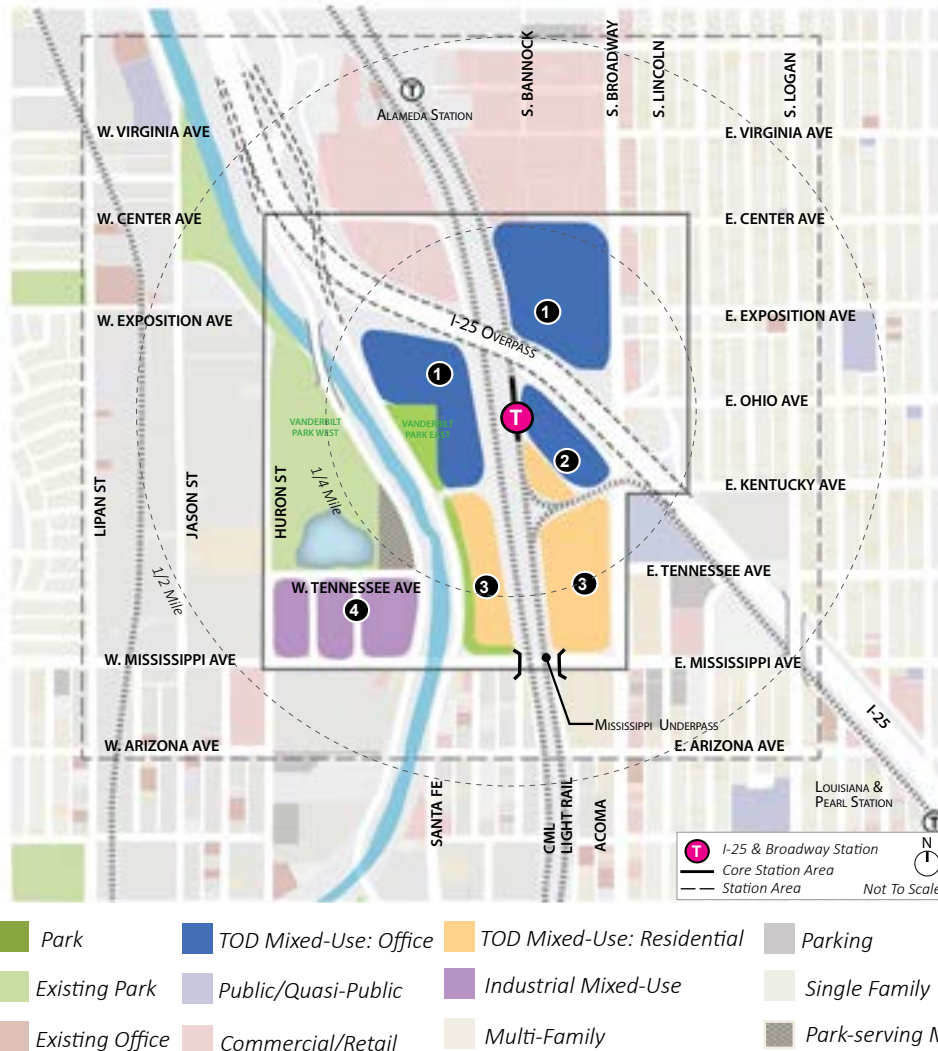 S. BANNOCK
S. BROADWAY
S. LINCOLN
S. LOGAN
T
ALAMEDA STATION
W. VIRGINIA AVE
E. VIRGINIA AVE
W. CENTER AVE
E. CENTER AVE
W. EXPOSITION AVE
I-25 OVERPASS
1
E. EXPOSITION AVE
1
E. OHIO AVE
T
VANDERBILT
PARK WEST
VANDERBILT
PARK EAST
2
E. KENTUCKY AVE
LIPAN ST
JASON ST
HURON ST
1/4 Mile
1/2 Mile
W. TENNESSEE AVE
E. TENNESSEE AVE
3
3
4
W. MISSISSIPPI AVE
E. MISSISSIPPI AVE
MISSISSIPPI UNDERPASS
I-25
W. ARIZONA AVE
E. ARIZONA AVE
SANTA FE
CML
LIGHT RAIL
ACOMA
LOUISIANA &
PEARL STATION
T
T I-25 & Broadway Station
N
Core Station Area
Station Area Not To Scale
Park
TOD Mixed-Use: Office
TOD Mixed-Use: Residential
Parking
Existing Park
Public/Quasi-Public
Industrial Mixed-Use
Single Family
Existing Office
Commercial/Retail
Multi-Family
Park-serving